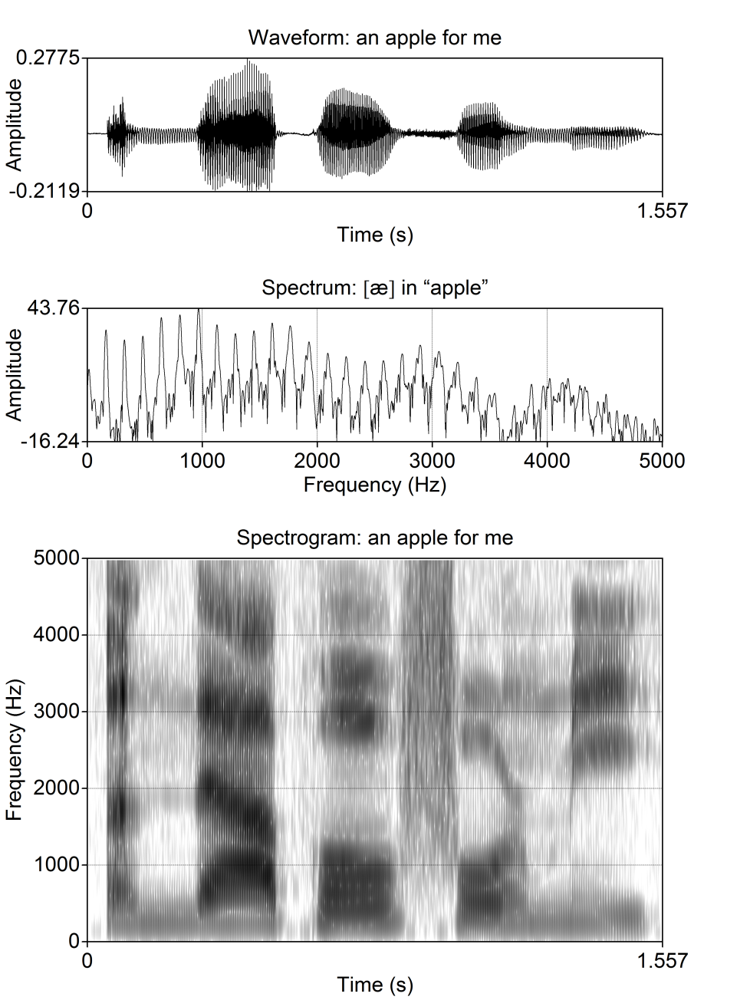 Waveform: an apple for me
0.2775
Amplitude
-0.2119
0 1.557
Time (s)
Spectrum: [æ] in “apple”
43.76
Amplitude
-16.24
0 1000 2000 3000 4000 5000
Frequency (Hz)
Spectrogram: an apple for me
5000
4000
3000
Frequency (Hz)
2000
1000
0
0 1.557
Time (s)